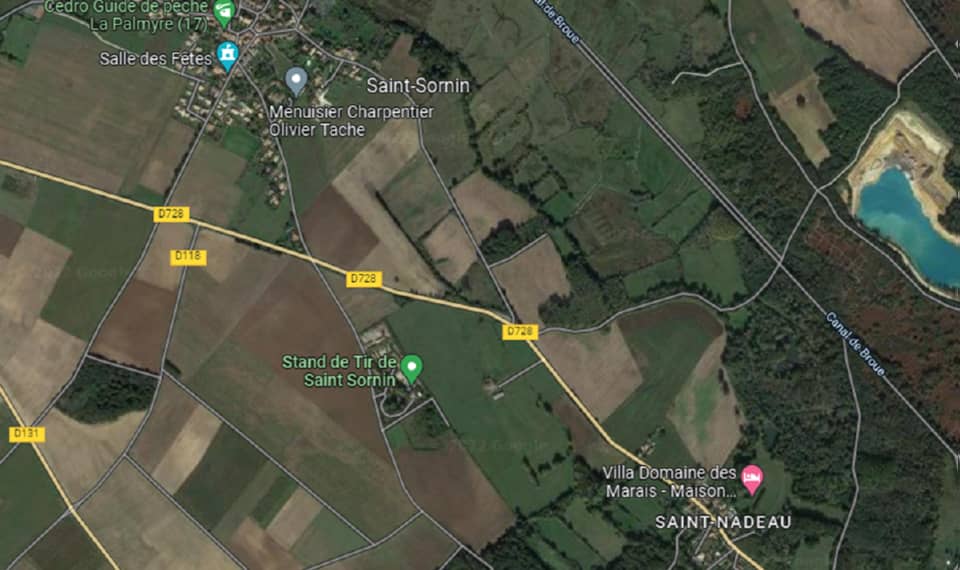 Cedro Guide de pêche
La Palmyre (17)
Salle des Fêtes
Saint-Sornin
Menuisier Charpentier
Olivier Tache
Canal de Broue
D728
D118
D728
D728
Canal de Broue
Stand de Tir de
Saint Sornin
D131
Villa Domaine des
Marais - Maison...
SAINT-NADEAU